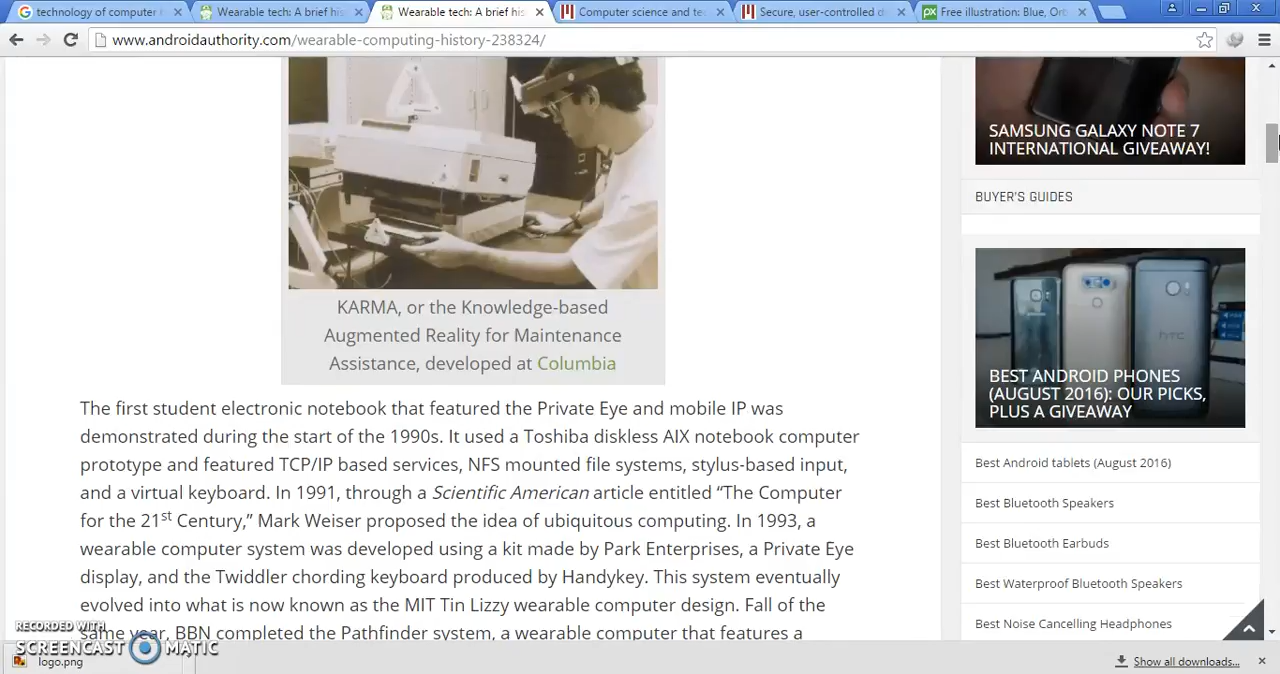 technology of computer
Wearable tech: A brief his
Wearable tech: A brief his
Computer science and te
Secure, user-controlled d
Free illustration: Blue, Orb
www.androidauthority.com/wearable-computing-history-238324/
SAMSUNG GALAXY NOTE 7
INTERNATIONAL GIVEAWAY!
BUYER'S GUIDES
KARMA, or the Knowledge-based
Augmented Reality for Maintenance
Assistance, developed at Columbia
BEST ANDROID PHONES
(AUGUST 2016): OUR PICKS,
PLUS A GIVEAWAY
The first student electronic notebook that featured the Private Eye and mobile IP was
demonstrated during the start of the 1990s. It used a Toshiba diskless AIX notebook computer
prototype and featured TCP/IP based services, NFS mounted file systems, stylus-based input,
and a virtual keyboard. In 1991, through a Scientific American article entitled “The Computer
for the 21st Century,” Mark Weiser proposed the idea of ubiquitous computing. In 1993, a
wearable computer system was developed using a kit made by Park Enterprises, a Private Eye
display, and the Twiddler chording keyboard produced by Handykey. This system eventually
evolved into what is now known as the MIT Tin Lizzy wearable computer design. Fall of the
same year, BBN completed the Pathfinder system, a wearable computer that features a
Best Android tablets (August 2016)
Best Bluetooth Speakers
Best Bluetooth Earbuds
Best Waterproof Bluetooth Speakers
Best Noise Cancelling Headphones
RECORDED WITH
SCREENCAST MATIC
logo.png
Show all downloads...